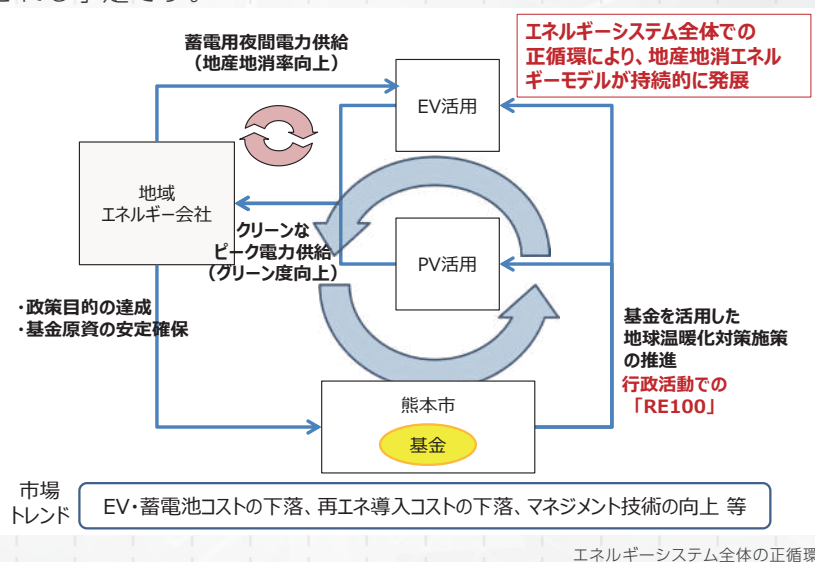 される予定です。
蓄電用夜間電力供給
（地産地消率向上）
エネルギーシステム全体での
正循環により、地産地消エネル
ギーモデルが持続的に発展
EV活用
地域
エネルギー会社
クリーンな
ピーク電力供給
（グリーン度向上）
PV活用
・政策目的の達成
・基金原資の安定確保
基金を活用した
地球温暖化対策施策
の推進
行政活動での
「RE100」
熊本市
基金
市場
トレンド
EV・蓄電池コストの下落、再エネ導入コストの下落、マネジメント技術の向上 等
エネルギーシステム全体の正循環